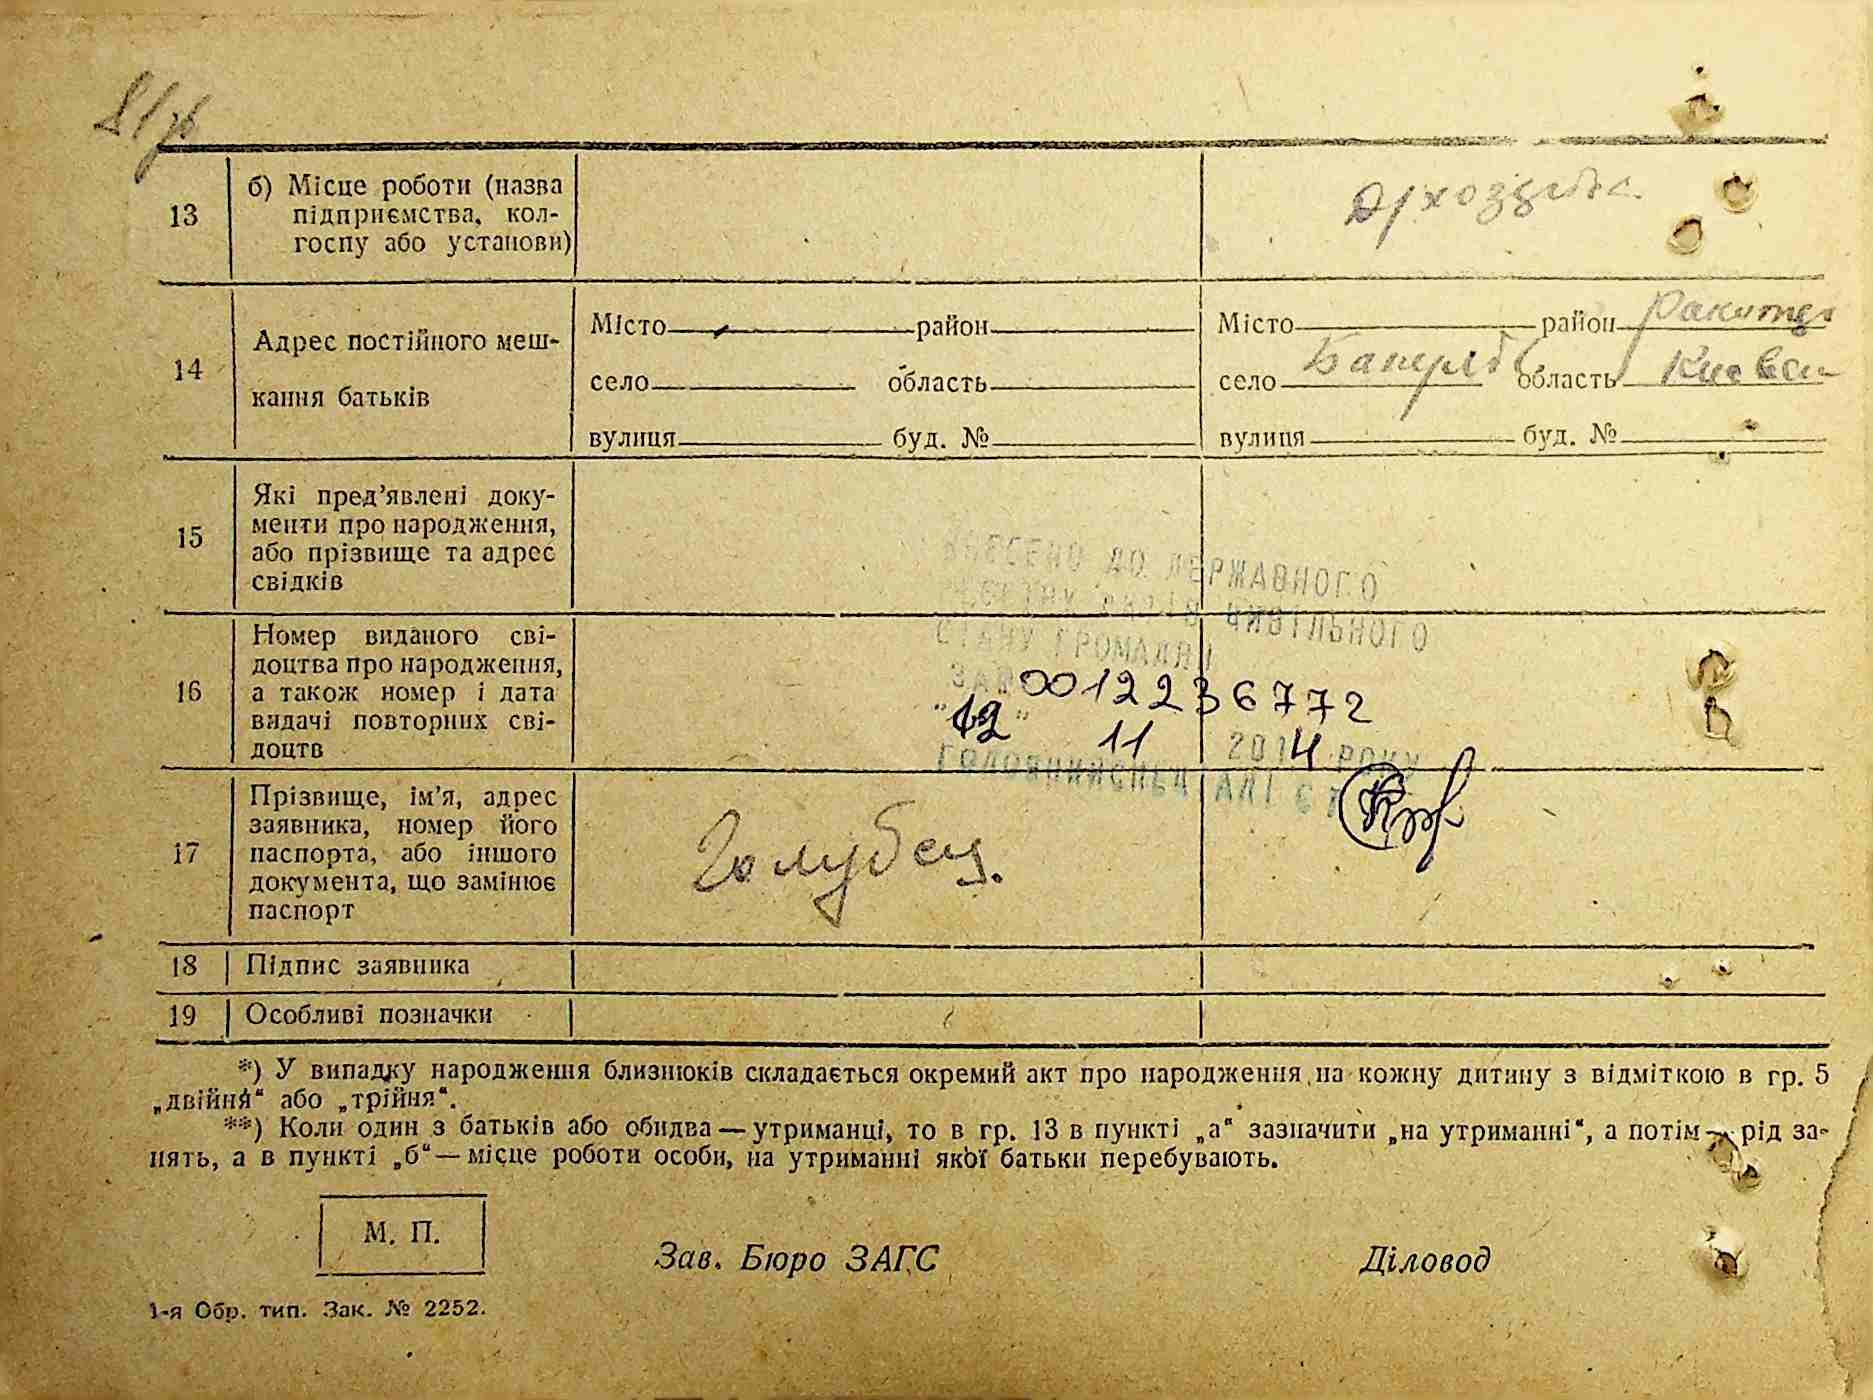 13
б) Місце роботи (назва
підприємства, кол-
госпу або установи)
14
Адрес постійного меш-
кання батьків
Місто район
село область
вулиця буд. №
Місто район Ракитян
село область Киевск
вулиця буд. №
15
Які пред’явлені доку-
менти про народження,
або прізвище та адрес
свідків
ВНЕСЕНО ДО ДЕРЖАВНОГО
РЕЄСТРУ АКТІВ ЦИВІЛЬНОГО
СТАНУ ГРОМАДЯН
16
Номер виданого сві-
доцтва про народження,
а також номер і дата
видачі повторних сві-
доцтв
00122236772
"12" 11 2014 РОКУ
ГОЛОВНИЙ СПЕЦІАЛІСТ
17
Прізвище, ім’я, адрес
заявника, номер його
паспорта, або іншого
документа, що замінює
паспорт
Голубец.
18 Підпис заявника
19 Особливі позначки
*) У випадку народження близнюків складається окремий акт про народження на кожну дитину з відміткою в гр. 5
„двійня“ або „трійня“.
**) Коли один з батьків або обидва — утриманці, то в гр. 13 в пункті „а“ зазначити „на утриманні“, а потім — рід за-
нять, а в пункті „б“ — місце роботи особи, на утриманні якої батьки перебувають.
М. П.
Зав. Бюро ЗАГС
Діловод
1-я Обр. тип. Зак. № 2252.